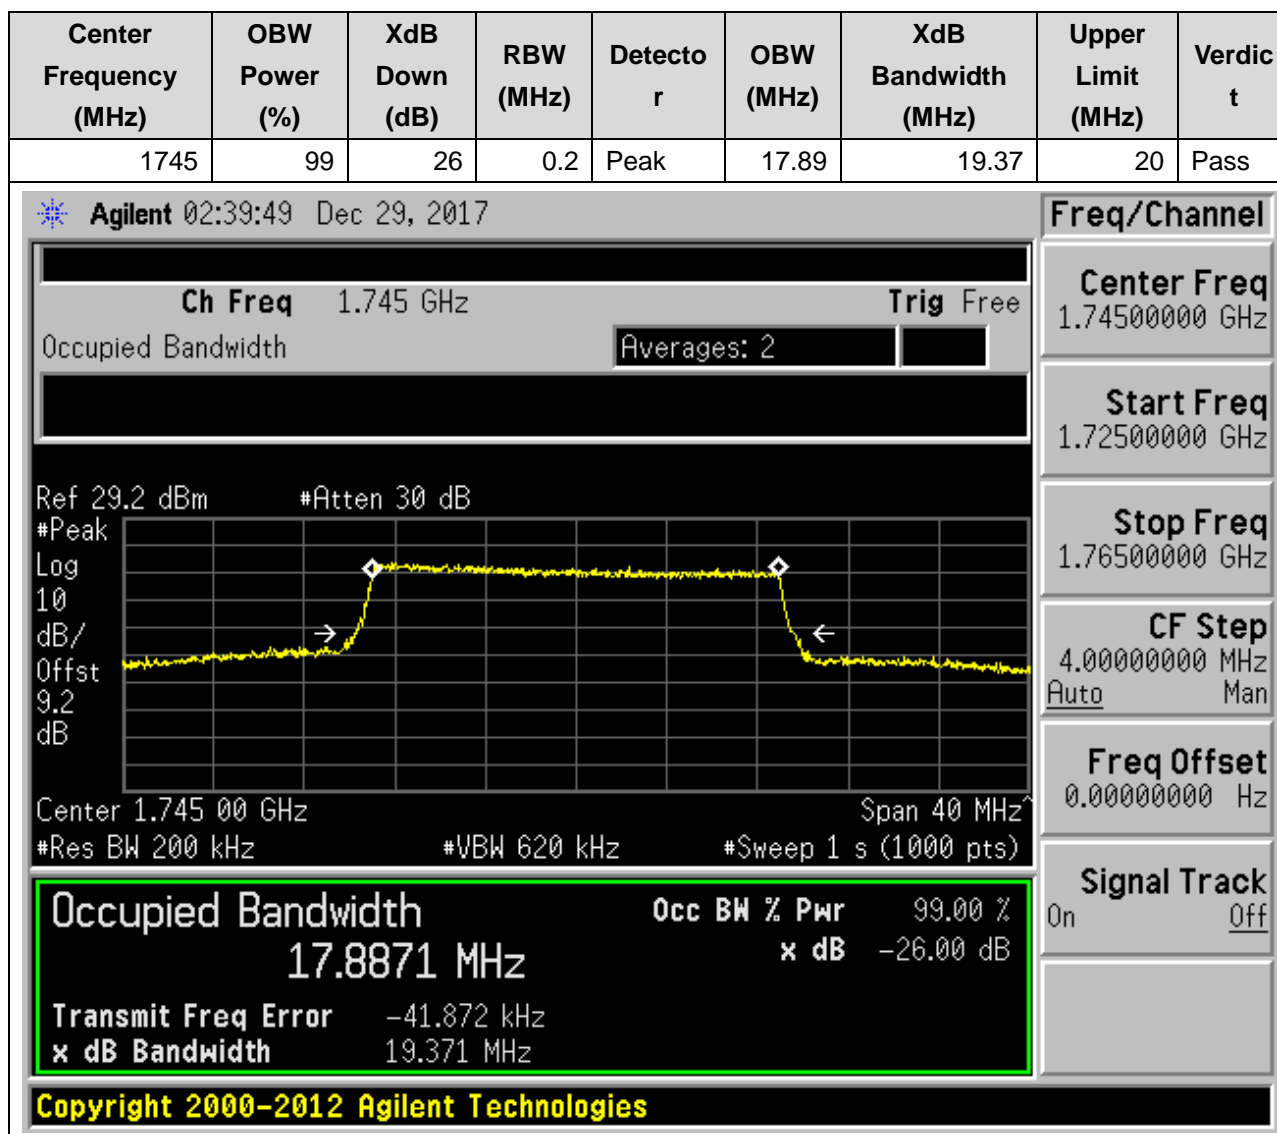 Center Frequency (MHz) OBW Power (%) XdB Down (dB) RBW (MHz) Detecto r OBW (MHz) XdB Bandwidth (MHz) Upper Limit (MHz) Verdic t
1745 99 26 0.2 Peak 17.89 19.37 20 Pass
Agilent 02:39:49 Dec 29, 2017
Freq/Channel
Ch Freq 1.745 GHz Trig Free
Occupied Bandwidth Averages: 2
Ref 29.2 dBm #Atten 30 dB
#Peak
Log
10
dB/
Offst
9.2
dB
Center 1.745 00 GHz Span 40 MHz^
#Res BW 200 kHz #VBW 620 kHz #Sweep 1 s (1000 pts)
Occupied Bandwidth Occ BW % Pwr 99.00 %
17.8871 MHz x dB -26.00 dB
Transmit Freq Error -41.872 kHz
x dB Bandwidth 19.371 MHz
Center Freq
1.74500000 GHz
Start Freq
1.72500000 GHz
Stop Freq
1.76500000 GHz
CF Step
4.00000000 MHz
Auto Man
Freq Offset
0.00000000 Hz
Signal Track
On Off
Copyright 2000-2012 Agilent Technologies